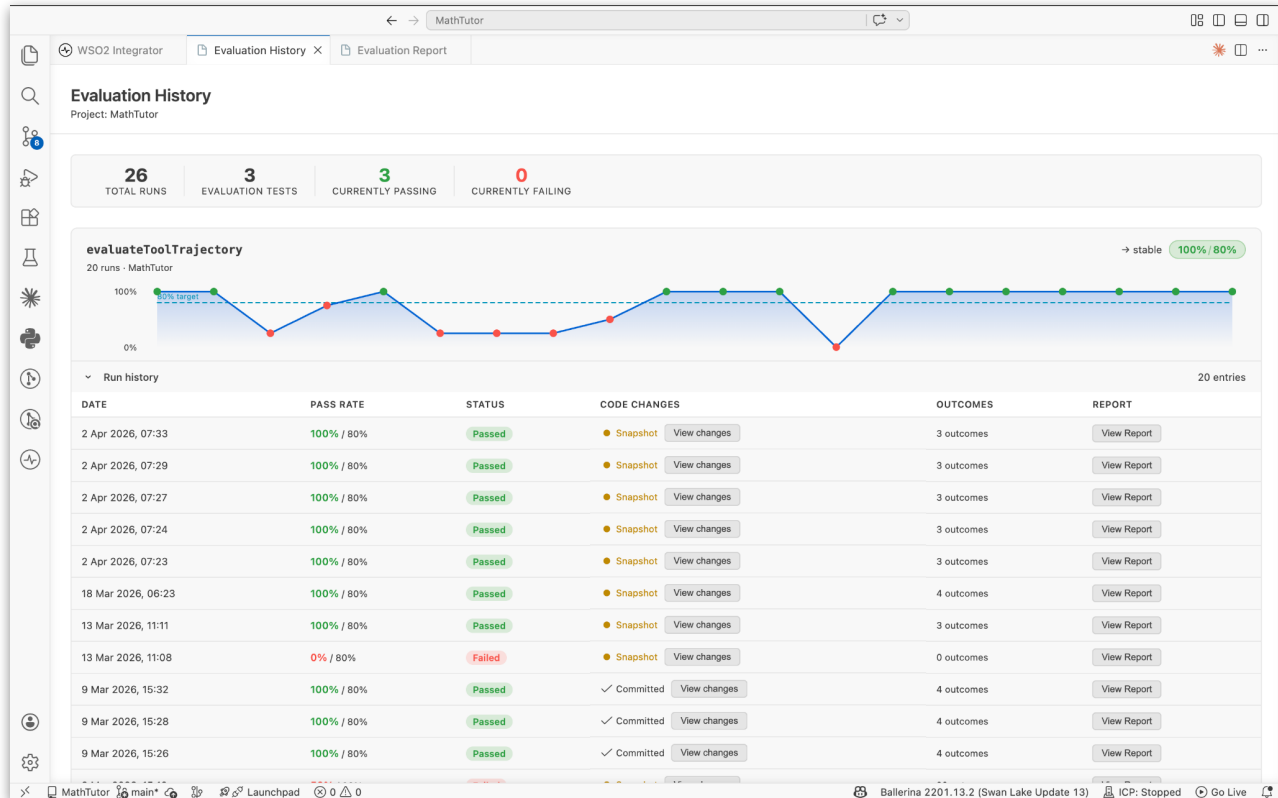 MathTutor
WSO2 Integrator
Evaluation History
Evaluation Report
Evaluation History
Project: MathTutor
8
26
TOTAL RUNS
3
EVALUATION TESTS
3
CURRENTLY PASSING
0
CURRENTLY FAILING
evaluateToolTrajectory
→ stable 100% / 80%
20 runs · MathTutor
100%
80% target
0%
Run history 20 entries
DATE PASS RATE STATUS CODE CHANGES OUTCOMES REPORT
2 Apr 2026, 07:33 100% / 80% Passed Snapshot View changes 3 outcomes View Report
2 Apr 2026, 07:29 100% / 80% Passed Snapshot View changes 3 outcomes View Report
2 Apr 2026, 07:27 100% / 80% Passed Snapshot View changes 3 outcomes View Report
2 Apr 2026, 07:24 100% / 80% Passed Snapshot View changes 3 outcomes View Report
2 Apr 2026, 07:23 100% / 80% Passed Snapshot View changes 3 outcomes View Report
18 Mar 2026, 06:23 100% / 80% Passed Snapshot View changes 4 outcomes View Report
13 Mar 2026, 11:11 100% / 80% Passed Snapshot View changes 3 outcomes View Report
13 Mar 2026, 11:08 0% / 80% Failed Snapshot View changes 0 outcomes View Report
9 Mar 2026, 15:32 100% / 80% Passed Committed View changes 4 outcomes View Report
9 Mar 2026, 15:28 100% / 80% Passed Committed View changes 4 outcomes View Report
9 Mar 2026, 15:26 100% / 80% Passed Committed View changes 4 outcomes View Report
MathTutor main* Launchpad 0 0 Ballerina 2201.13.2 (Swan Lake Update 13) ICP: Stopped Go Live